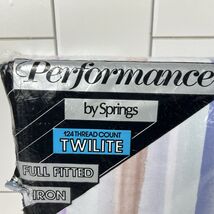 Performance
by Springs
124 THREAD COUNT
TWILITE
FULL FITTED
IRON